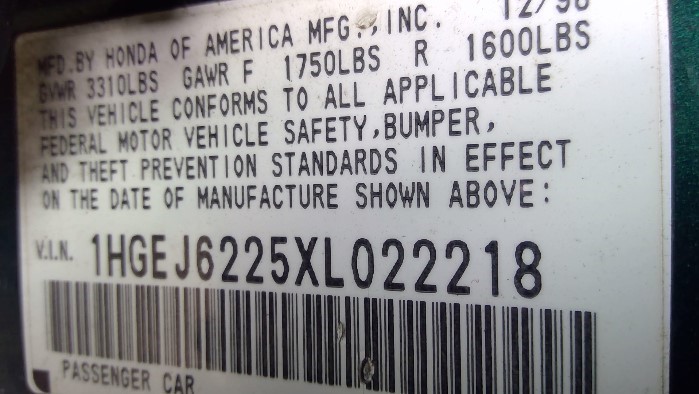 MFD.BY HONDA OF AMERICA MFG.,INC. 12/98
GVWR 3310LBS GAWR F 1750LBS R 1600LBS
THIS VEHICLE CONFORMS TO ALL APPLICABLE
FEDERAL MOTOR VEHICLE SAFETY,BUMPER,
AND THEFT PREVENTION STANDARDS IN EFFECT
ON THE DATE OF MANUFACTURE SHOWN ABOVE:
V.I.N. 1HGEJ6225XL022218
PASSENGER CAR